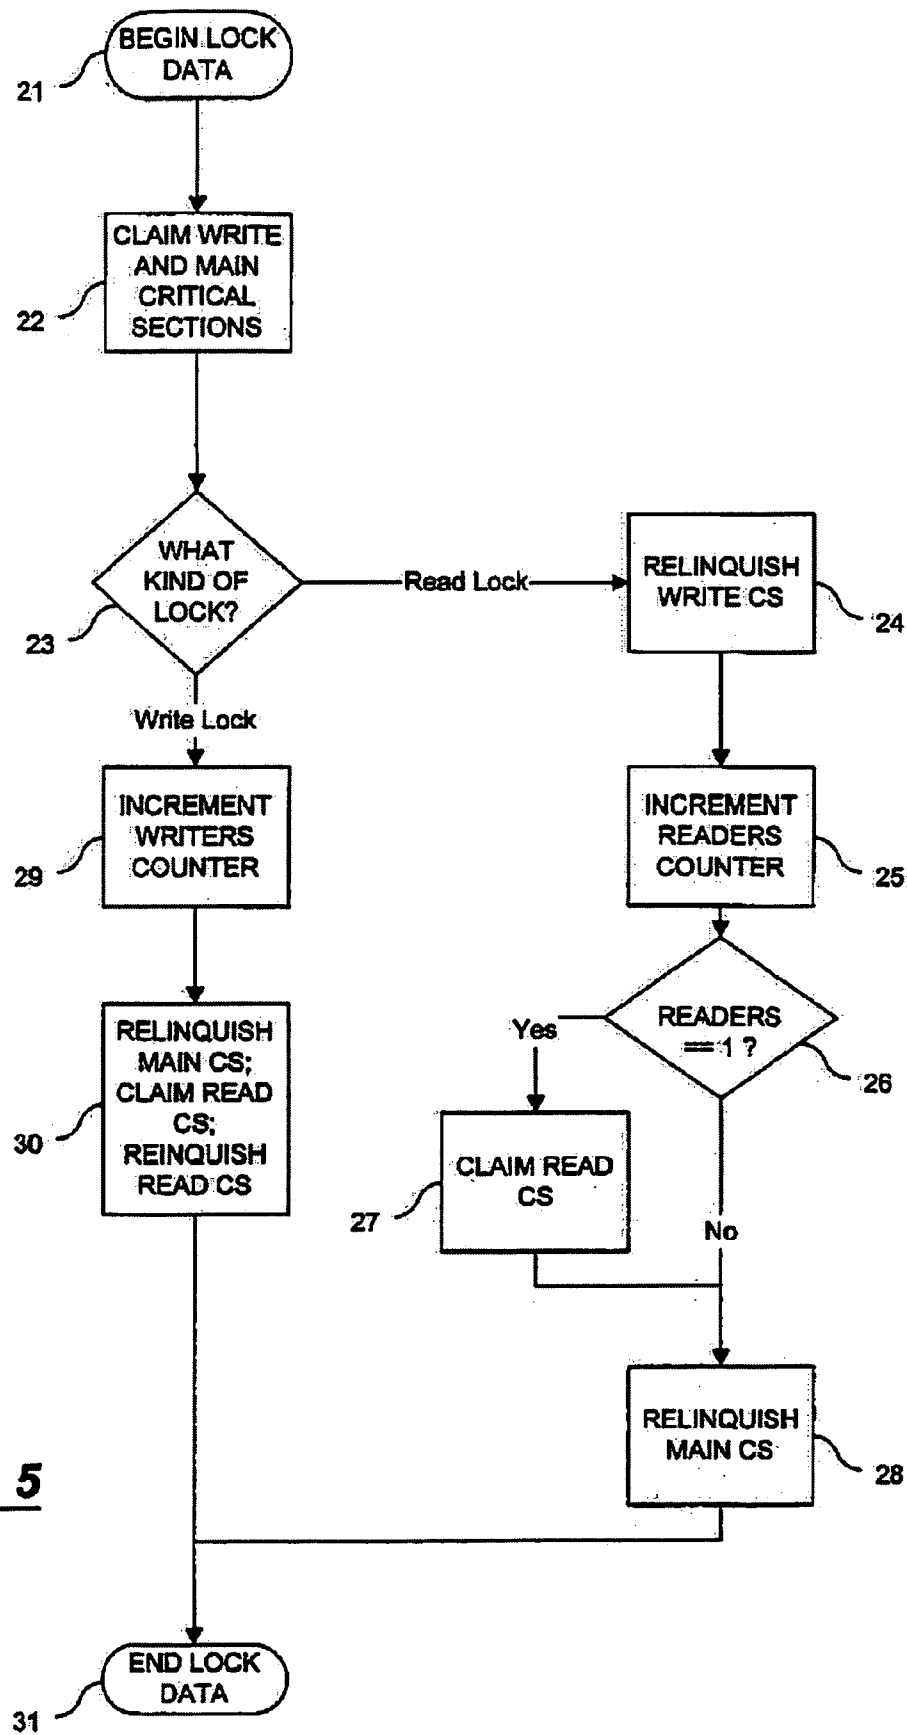 BEGIN LOCK
DATA
21
CLAIM WRITE
AND MAIN
CRITICAL
SECTIONS
22
WHAT
KIND OF
LOCK?
23
Read Lock
RELINQUISH
WRITE CS
24
Write Lock
INCREMENT
WRITERS
COUNTER
29
INCREMENT
READERS
COUNTER
25
READERS
== 1 ?
26
Yes
No
RELINQUISH
MAIN CS;
CLAIM READ
CS;
REINQUISH
READ CS
30
CLAIM READ
CS
27
RELINQUISH
MAIN CS
28
5
END LOCK
DATA
31